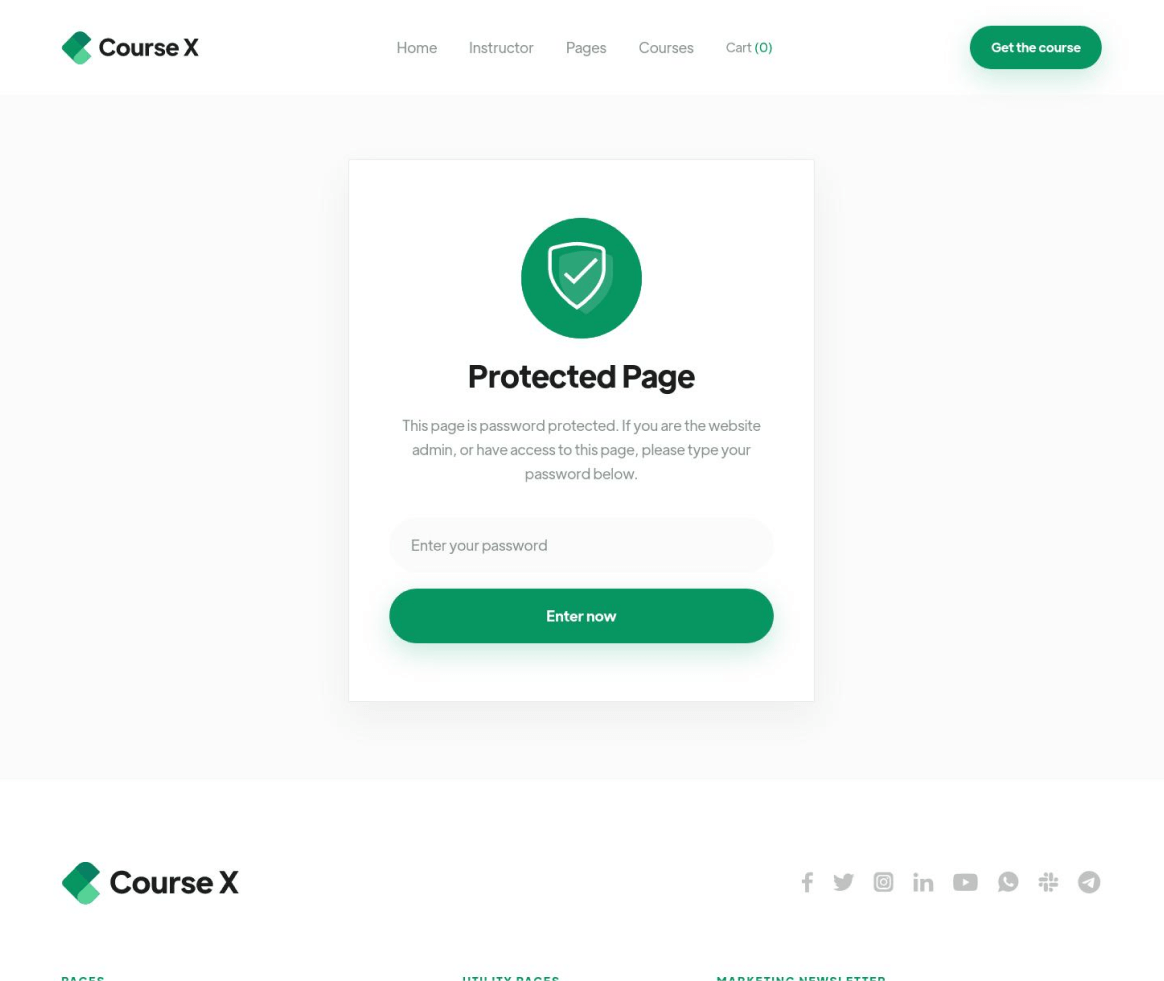 Course X
Home
Instructor
Pages
Courses
Cart (0)
Get the course
Protected Page
This page is password protected. If you are the website
admin, or have access to this page, please type your
password below.
Enter your password
Enter now
Course X
PAGES
UTILITY PAGES
MARKETING NEWSLETTER